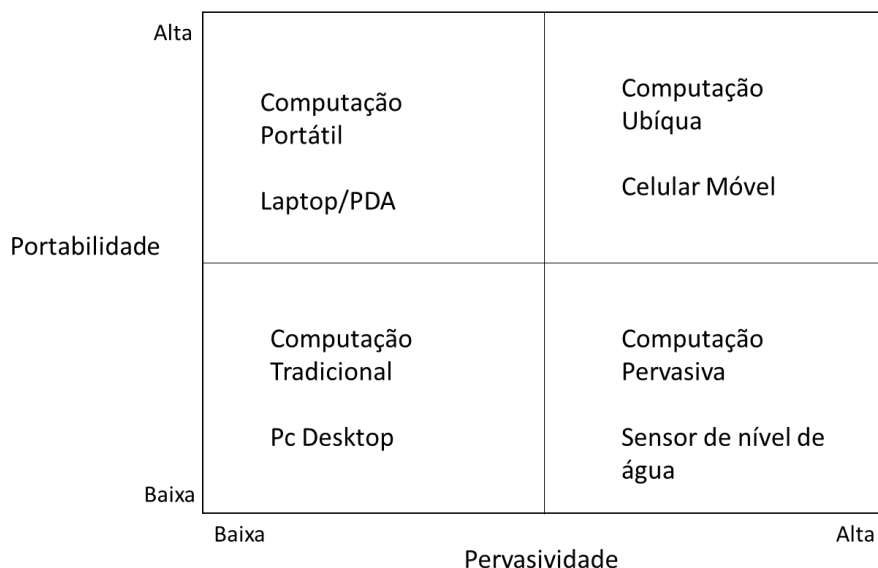 Alta
Computação
Portátil
Laptop/PDA
Computação
Ubíqua
Celular Móvel
Portabilidade
Computação
Tradicional
Pc Desktop
Computação
Pervasiva
Sensor de nível de
água
Baixa
Baixa
Alta
Pervasividade